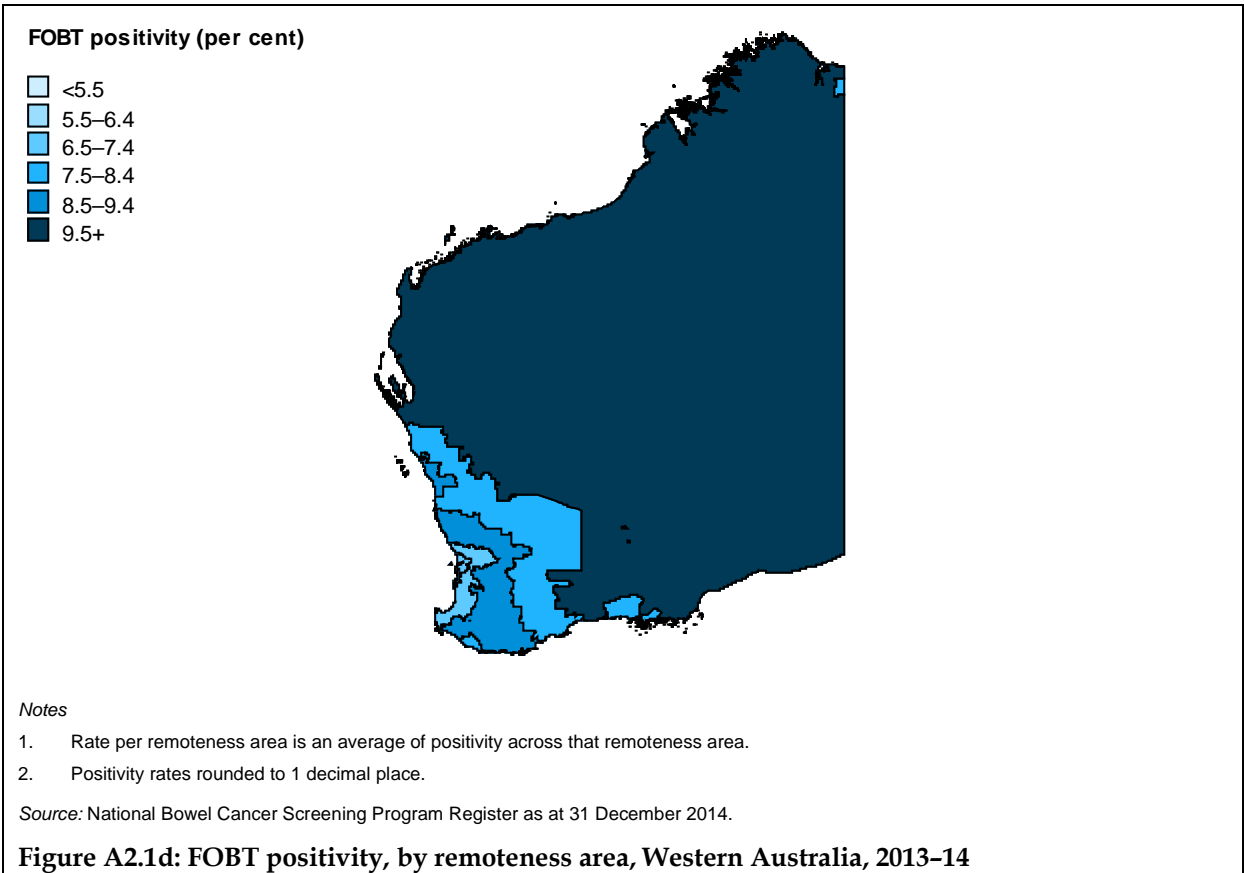 FOBT positivity (per cent)
<5.5
5.5–6.4
6.5–7.4
7.5–8.4
8.5–9.4
9.5+
Notes
1. Rate per remoteness area is an average of positivity across that remoteness area.
2. Positivity rates rounded to 1 decimal place.
Source: National Bowel Cancer Screening Program Register as at 31 December 2014.
Figure A2.1d: FOBT positivity, by remoteness area, Western Australia, 2013–14